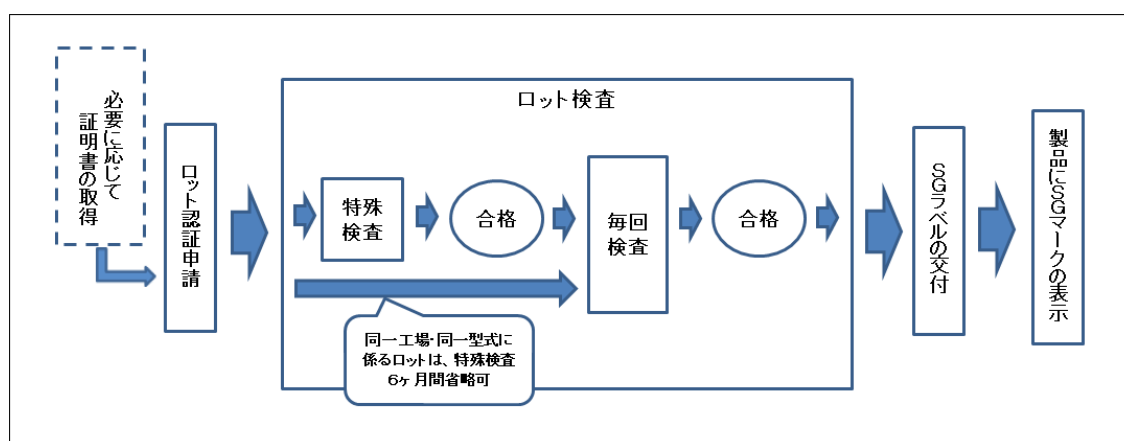 必要に応じて
証明書の取得
ロット認証申請
ロット検査
特殊
検査
合格
毎回
検査
合格
同一工場・同一型式に
係るロットは、特殊検査
6ヶ月間省略可
SGラベルの交付
製品にSGマークの表示